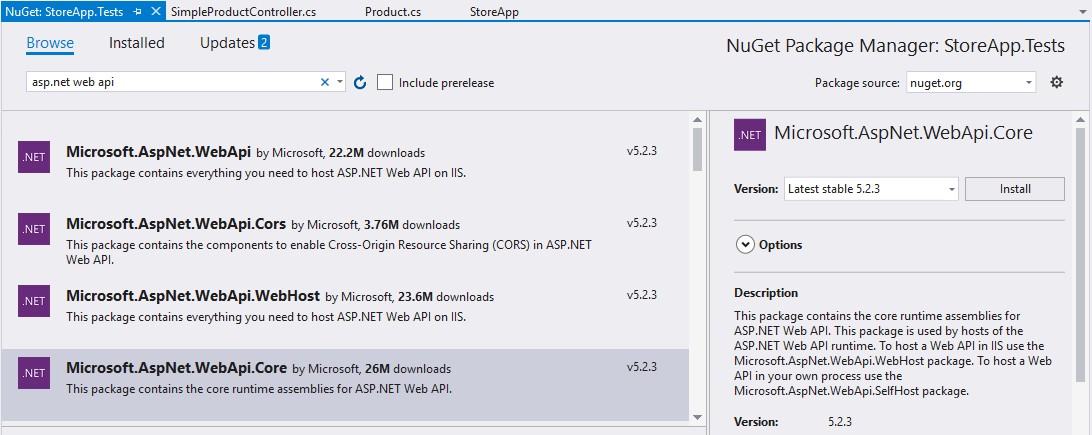 NuGet: StoreApp.Tests SimpleProductController.cs Product.cs StoreApp
Browse Installed Updates 2 NuGet Package Manager: StoreApp.Tests
asp.net web api Include prerelease Package source: nuget.org
.NET Microsoft.AspNet.WebApi by Microsoft, 22.2M downloads v5.2.3
This package contains everything you need to host ASP.NET Web API on IIS.
.NET Microsoft.AspNet.WebApi.Cors by Microsoft, 3.76M downloads v5.2.3
This package contains the components to enable Cross-Origin Resource Sharing (CORS) in ASP.NET
Web API.
.NET Microsoft.AspNet.WebApi.WebHost by Microsoft, 23.6M downloads v5.2.3
This package contains everything you need to host ASP.NET Web API on IIS.
.NET Microsoft.AspNet.WebApi.Core by Microsoft, 26M downloads v5.2.3
This package contains the core runtime assemblies for ASP.NET Web API.
.NET Microsoft.AspNet.WebApi.Core
Version: Latest stable 5.2.3 Install
Options
Description
This package contains the core runtime assemblies for
ASP.NET Web API. This package is used by hosts of the
ASP.NET Web API runtime. To host a Web API in IIS use the
Microsoft.AspNet.WebApi.WebHost package. To host a Web
API in your own process use the
Microsoft.AspNet.WebApi.SelfHost package.
Version: 5.2.3